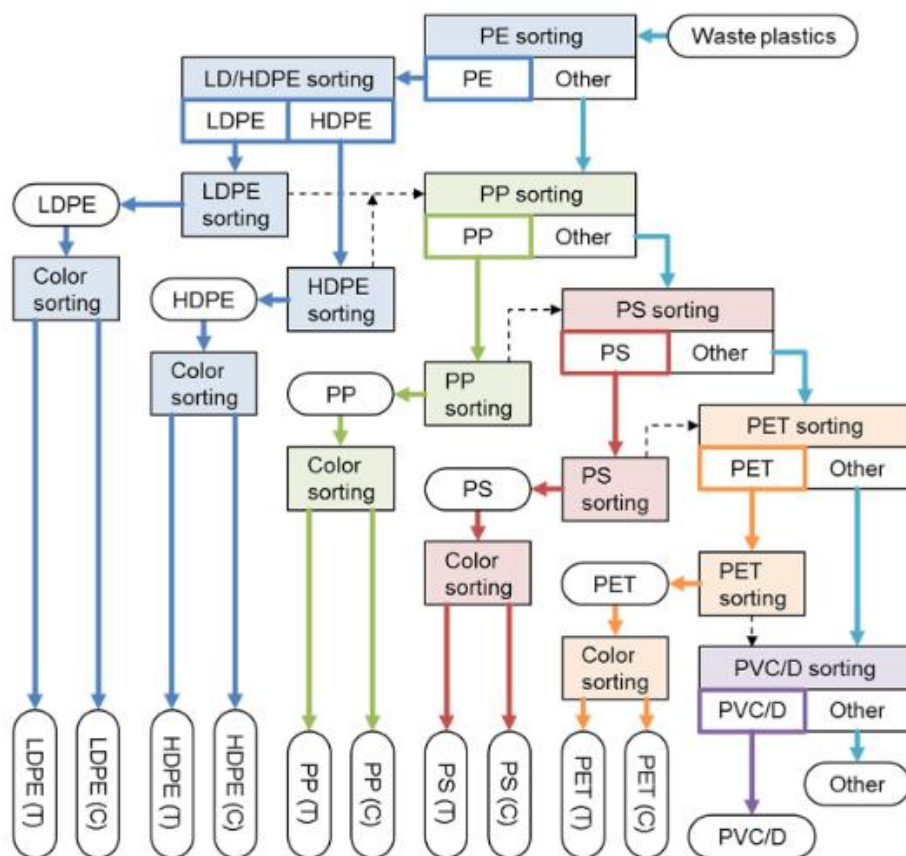 PE sorting
Waste plastics
LD/HDPE sorting
PE
Other
LDPE
HDPE
LDPE
sorting
PP sorting
LDPE
PP
Other
Color
sorting
HDPE
HDPE
sorting
PS sorting
PS
Other
Color
sorting
PP
PP
sorting
PET sorting
PET
Other
Color
sorting
PS
PS
sorting
Color
sorting
PET
PET
sorting
Color
sorting
PVC/D sorting
PVC/D
Other
LDPE (T)
LDPE (C)
HDPE (T)
HDPE (C)
PP (T)
PP (C)
PS (T)
PS (C)
PET (T)
PET (C)
Other
PVC/D